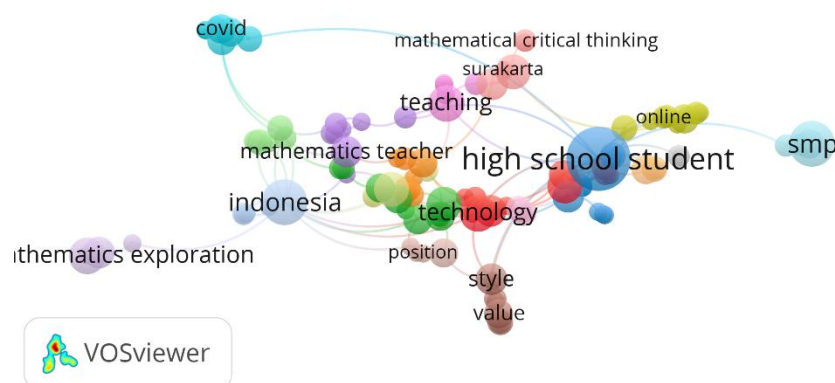 covid
mathematical critical thinking
surakarta
teaching
online
mathematics teacher
high school student
smp
indonesia
technology
position
thematics exploration
style
value
VOSviewer